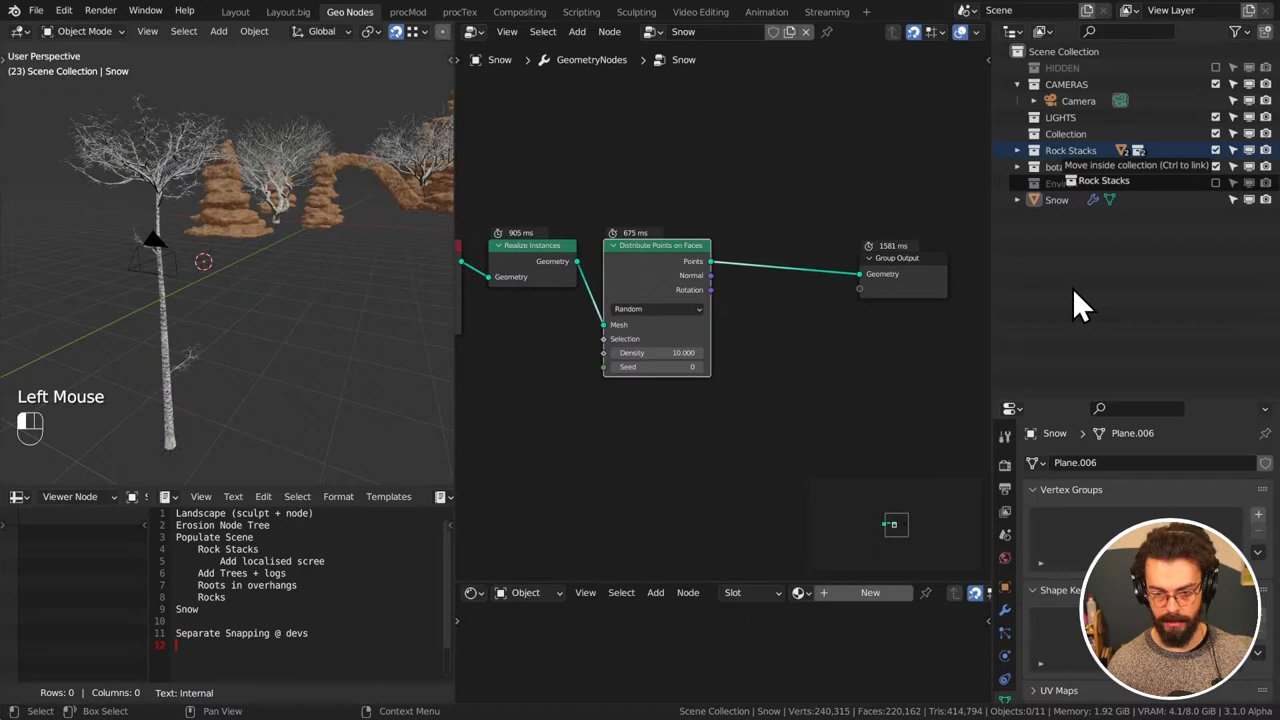 File Edit Render Window Help Layout Layout.big Geo Nodes procMod procTex Compositing Scripting Sculpting Video Editing Animation Streaming Scene View Layer
Object Mode View Select Add Object Global View Select Add Node Snow
User Perspective
(23) Scene Collection | Snow
Snow GeometryNodes Snow
Scene Collection
HIDDEN
CAMERAS
Camera
LIGHTS
Collection
Rock Stacks 2 2
Move inside collection (Ctrl to link)
Rock Stacks
Snow
905 ms
Realize Instances
Geometry
Geometry
675 ms
Distribute Points on Faces
Points
Normal
Rotation
Random
Mesh
Selection
Density 10.000
Seed 0
1581 ms
Group Output
Geometry
Left Mouse
Snow Plane.006
Plane.006
Vertex Groups
UV Maps
Viewer Node View Text Edit Select Format Templates
1 Landscape (sculpt + node)
2 Erosion Node Tree
3 Populate Scene
4 Rock Stacks
5 Add localised scree
6 Add Trees + logs
7 Roots in overhangs
8 Rocks
9 Snow
10
11 Separate Snapping @ devs
12
Rows: 0 | Columns: 0 Text: Internal
Object View Select Add Node Slot New
Select Box Select Pan View Context Menu
Scene Collection | Snow | Verts:240,315 | Faces:220,162 | Tris:414,794 | Objects:0/11 | Memory: 1.92 GiB | VRAM: 4.1/8.0 GiB | 3.1.0 Alpha